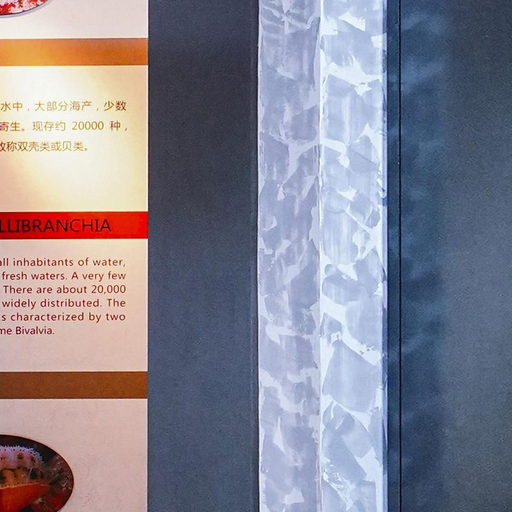 水中，大部分海产，少数
寄生。现存约 20000 种，
故称双壳类或贝类。
LLIBRANCHIA
all inhabitants of water,
fresh waters. A very few
There are about 20,000
widely distributed. The
s characterized by two
me Bivalvia.